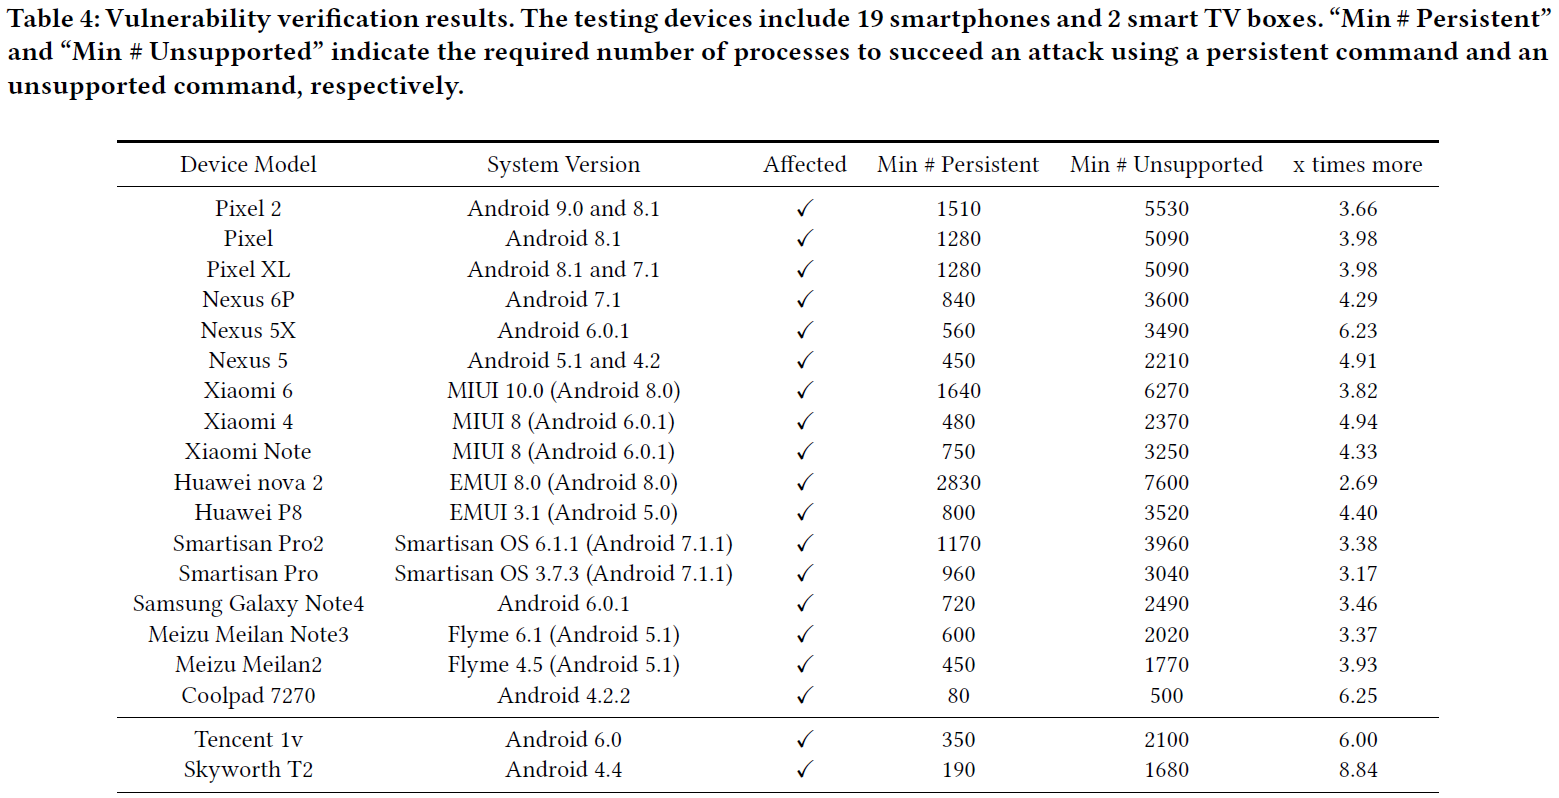 Table 4: Vulnerability verification results. The testing devices include 19 smartphones and 2 smart TV boxes. “Min # Persistent”
and “Min # Unsupported” indicate the required number of processes to succeed an attack using a persistent command and an
unsupported command, respectively.
Device Model System Version Affected Min # Persistent Min # Unsupported x times more
Pixel 2 Android 9.0 and 8.1 ✓ 1510 5530 3.66
Pixel Android 8.1 ✓ 1280 5090 3.98
Pixel XL Android 8.1 and 7.1 ✓ 1280 5090 3.98
Nexus 6P Android 7.1 ✓ 840 3600 4.29
Nexus 5X Android 6.0.1 ✓ 560 3490 6.23
Nexus 5 Android 5.1 and 4.2 ✓ 450 2210 4.91
Xiaomi 6 MIUI 10.0 (Android 8.0) ✓ 1640 6270 3.82
Xiaomi 4 MIUI 8 (Android 6.0.1) ✓ 480 2370 4.94
Xiaomi Note MIUI 8 (Android 6.0.1) ✓ 750 3250 4.33
Huawei nova 2 EMUI 8.0 (Android 8.0) ✓ 2830 7600 2.69
Huawei P8 EMUI 3.1 (Android 5.0) ✓ 800 3520 4.40
Smartisan Pro2 Smartisan OS 6.1.1 (Android 7.1.1) ✓ 1170 3960 3.38
Smartisan Pro Smartisan OS 3.7.3 (Android 7.1.1) ✓ 960 3040 3.17
Samsung Galaxy Note4 Android 6.0.1 ✓ 720 2490 3.46
Meizu Meilan Note3 Flyme 6.1 (Android 5.1) ✓ 600 2020 3.37
Meizu Meilan2 Flyme 4.5 (Android 5.1) ✓ 450 1770 3.93
Coolpad 7270 Android 4.2.2 ✓ 80 500 6.25
Tencent 1v Android 6.0 ✓ 350 2100 6.00
Skyworth T2 Android 4.4 ✓ 190 1680 8.84